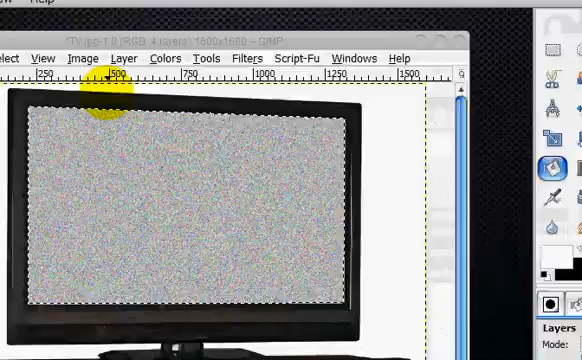 Help
*TV.jpg-1.0 (RGB, 4 layers) 1600x1600 – GIMP
elect View Image Layer Colors Tools Filters Script-Fu Windows Help
250 500 750 1000 1250 1500
Layers
Mode: